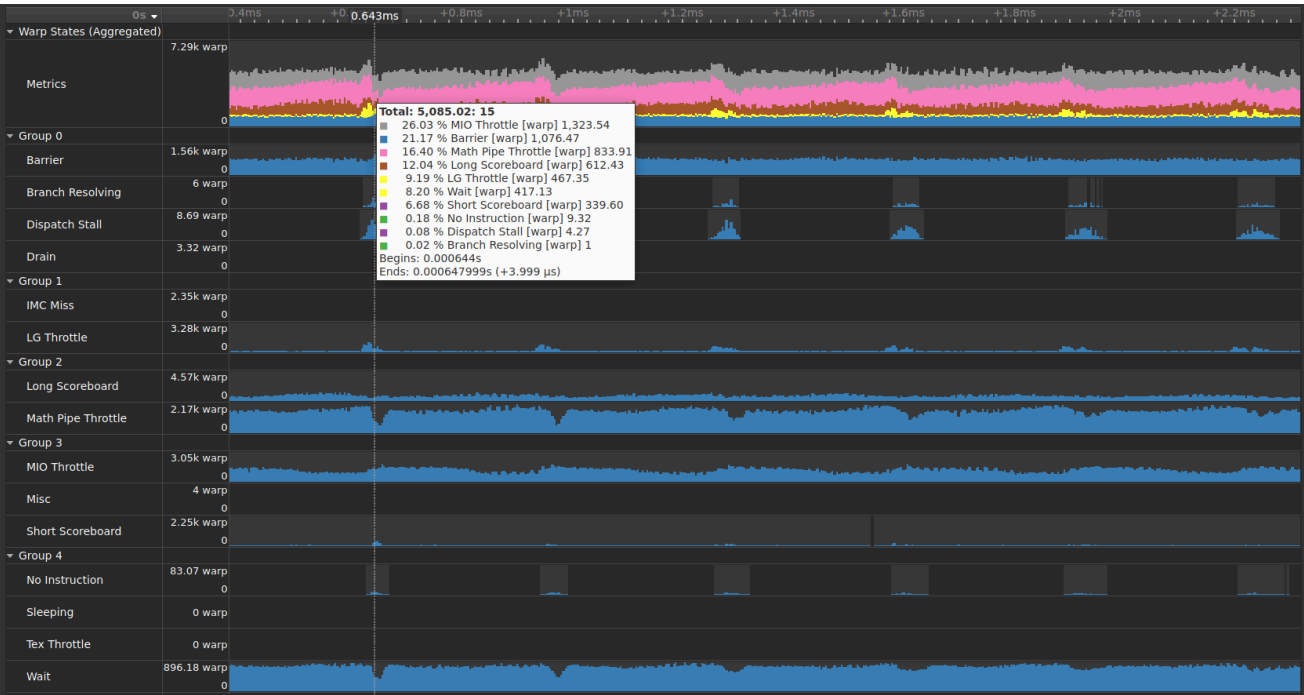 0s 0.4ms +0. 0.643ms +0.8ms +1ms +1.2ms +1.4ms +1.6ms +1.8ms +2ms +2.2ms
Warp States (Aggregated)
7.29k warp
Metrics
0
Total: 5,085.02: 15
26.03 % MIO Throttle [warp] 1,323.54
21.17 % Barrier [warp] 1,076.47
16.40 % Math Pipe Throttle [warp] 833.91
12.04 % Long Scoreboard [warp] 612.43
9.19 % LG Throttle [warp] 467.35
8.20 % Wait [warp] 417.13
6.68 % Short Scoreboard [warp] 339.60
0.18 % No Instruction [warp] 9.32
0.08 % Dispatch Stall [warp] 4.27
0.02 % Branch Resolving [warp] 1
Begins: 0.000644s
Ends: 0.000647999s (+3.999 µs)
Group 0
1.56k warp
Barrier
0
6 warp
Branch Resolving
0
8.69 warp
Dispatch Stall
0
3.32 warp
Drain
0
Group 1
2.35k warp
IMC Miss
0
3.28k warp
LG Throttle
0
Group 2
4.57k warp
Long Scoreboard
0
2.17k warp
Math Pipe Throttle
0
Group 3
3.05k warp
MIO Throttle
0
4 warp
Misc
0
2.25k warp
Short Scoreboard
0
Group 4
83.07 warp
No Instruction
0
Sleeping 0 warp
Tex Throttle 0 warp
896.18 warp
Wait
0